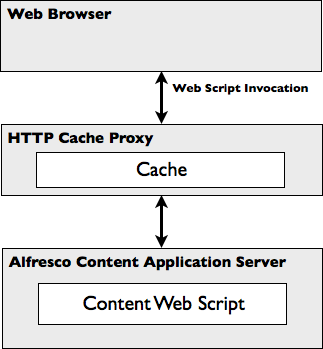 Web Browser
Web Script Invocation
HTTP Cache Proxy
Cache
Alfresco Content Application Server
Content Web Script